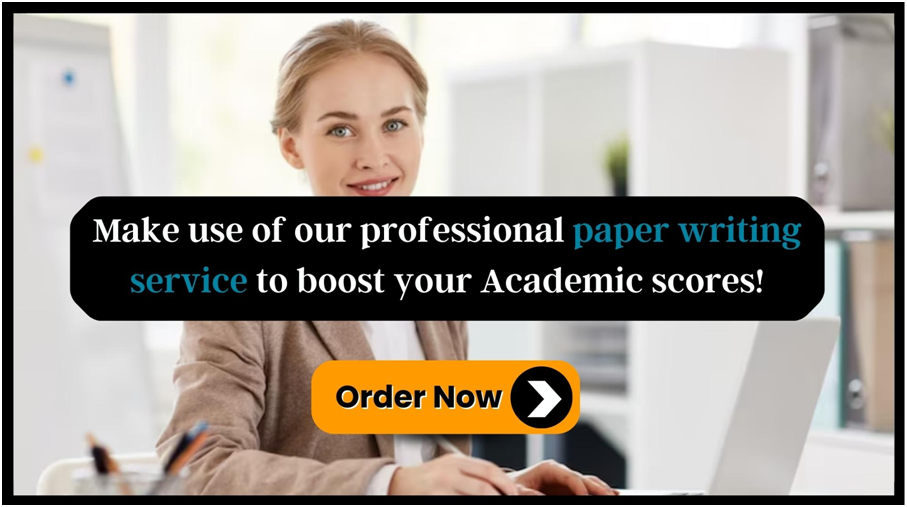 Make use of our professional paper writing
service to boost your Academic scores!
Order Now